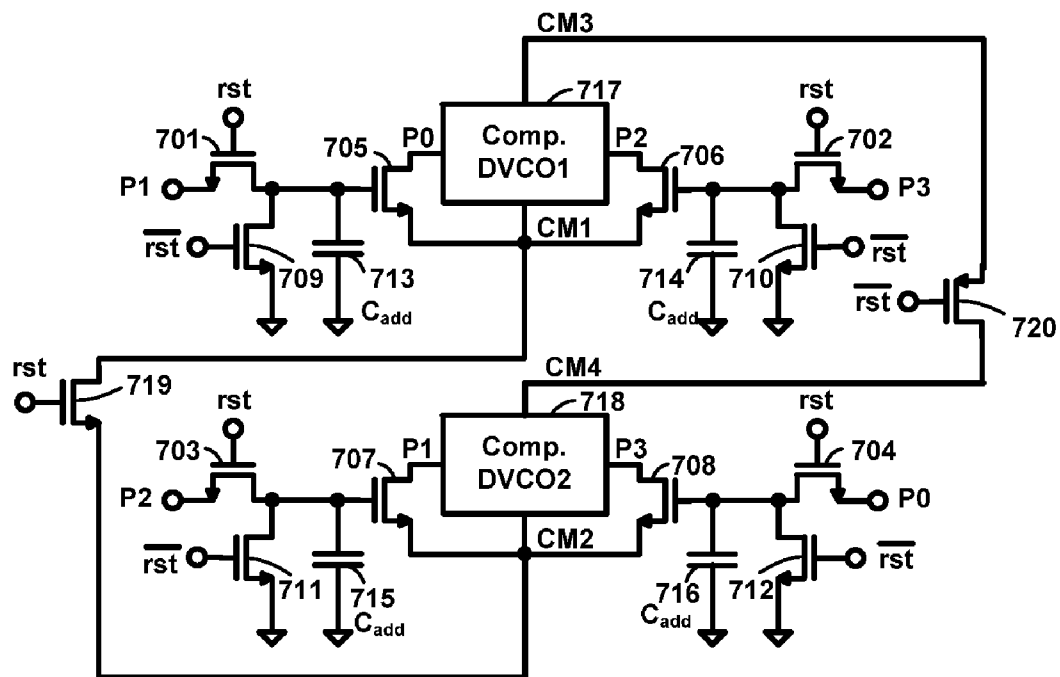 CM3
rst
717
rst
701
P0
Comp.
DVCO1
P2
702
705
706
P1
P3
CM1
rst
709
713
714
710
rst
Cadd
Cadd
rst
720
rst
719
CM4
718
rst
rst
703
707
P1
Comp.
DVCO2
P3
708
704
P2
P0
CM2
rst
711
715
716
712
rst
Cadd
Cadd